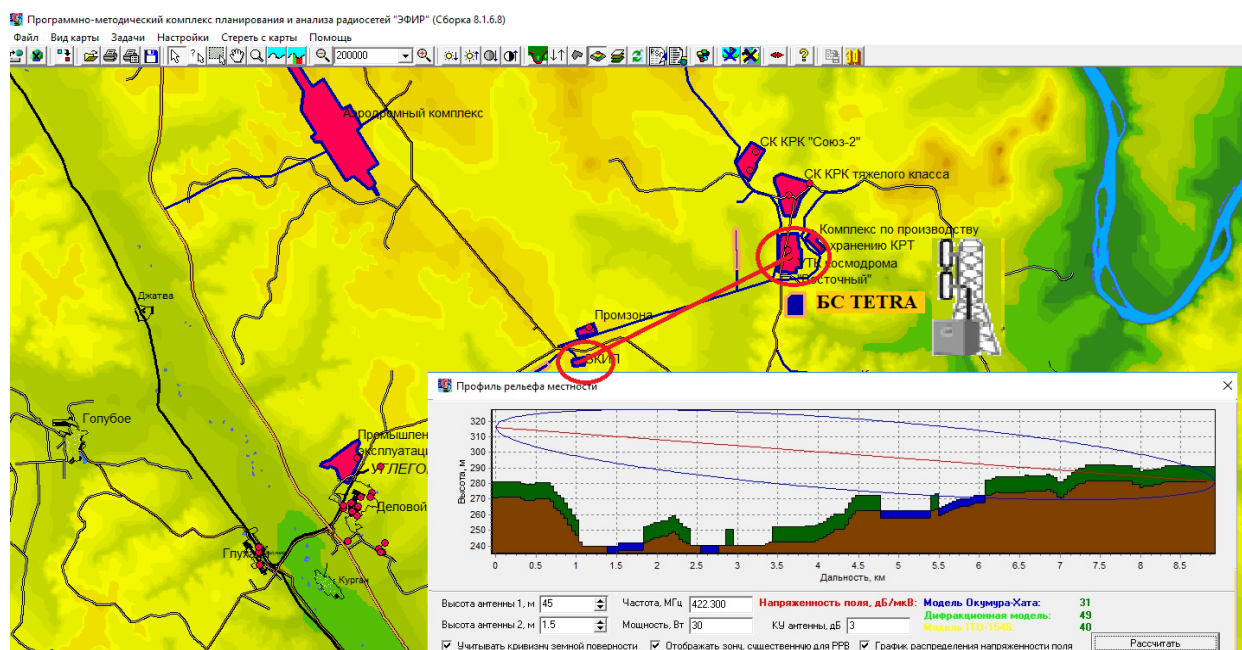 Программно-методический комплекс планирования и анализа радиосетей "ЭФИР" (Сборка 8.1.6.8)
Файл Вид карты Задачи Настройки Стереть с карты Помощь
200000
Аэродромный комплекс
СК КРК "Союз-2"
СК КРК тяжелого класса
Комплекс по производству
хранению КРТ
УТК космодрома
"Восточный"
БС TETRA
Джатва
Промзона
ЗКИП
Голубое
Промышлен
эксплуатац
УГЛЕГО
Деловой
Глуха
Курган
Профиль рельефа местности
Высота, м
320
310
300
290
280
270
260
250
240
0 0.5 1 1.5 2 2.5 3 3.5 4 4.5 5 5.5 6 6.5 7 7.5 8 8.5
Дальность, км
Высота антенны 1, м 45 Частота, МГц 422.300 Напряженность поля, дБ/мкВ: Модель Окумура-Хата: 31
Дифракционная модель: 49
Высота антенны 2, м 1.5 Мощность, Вт 30 КУ антенны, дБ 3 Модель ITU-1546: 40
Учитывать кривизну земной поверности Отображать зону, существенную для РРВ График распределения напряженности поля Рассчитать